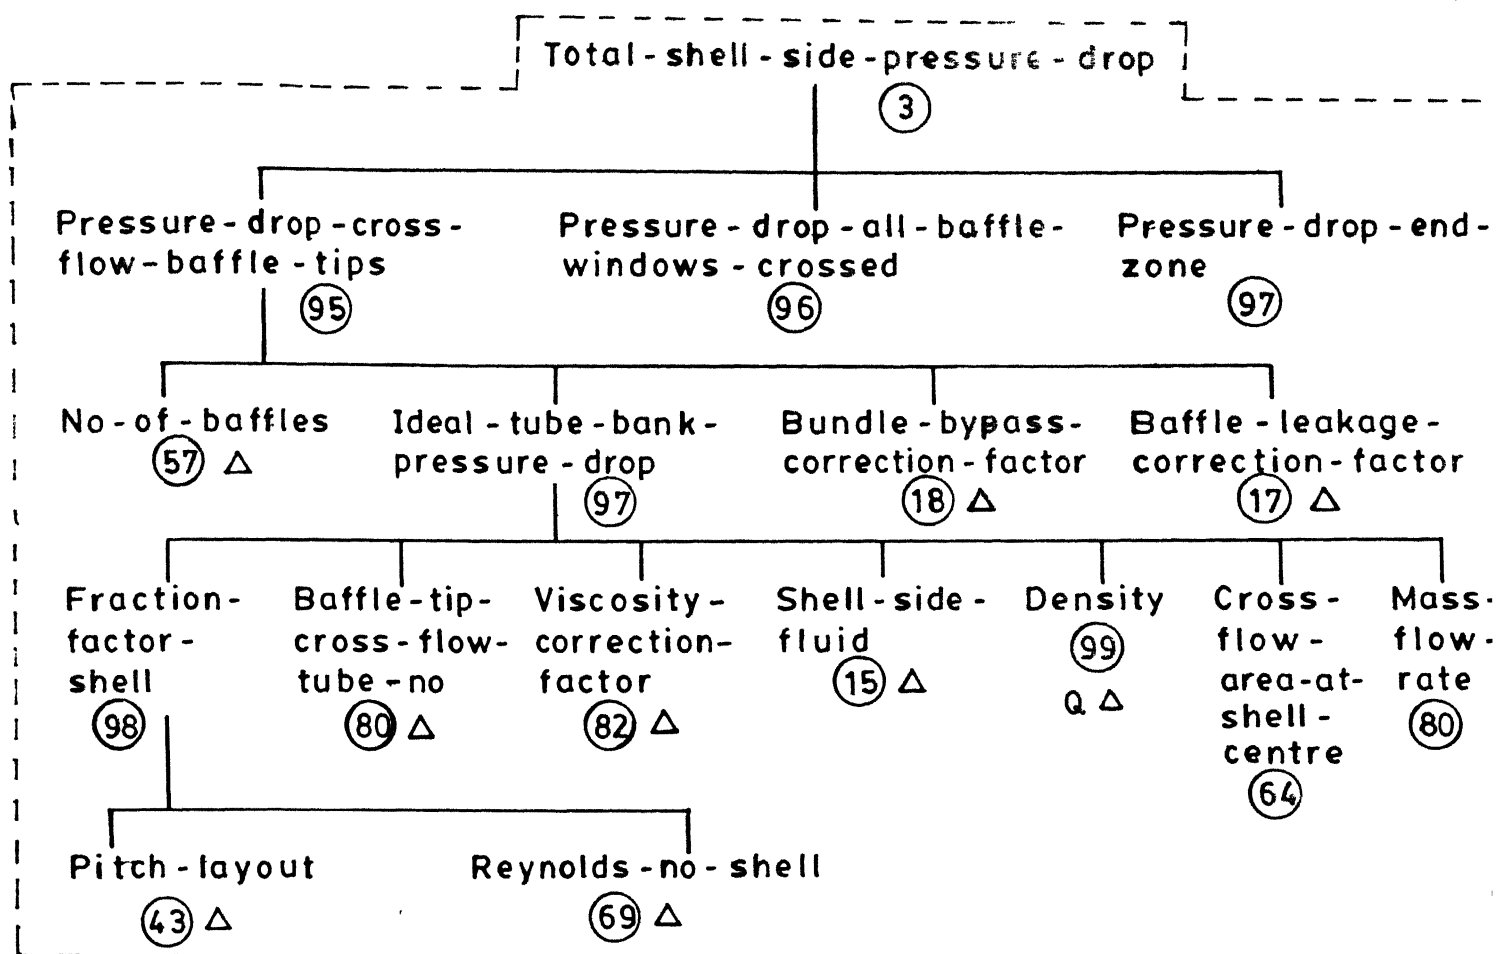 Total-shell-side-pressure-drop
3
Pressure-drop-cross-
flow-baffle-tips
95
Pressure-drop-all-baffle-
windows-crossed
96
Pressure-drop-end-
zone
97
No-of-baffles
57 Δ
Ideal-tube-bank-
pressure-drop
97
Bundle-bypass-
correction-factor
18 Δ
Baffle-leakage-
correction-factor
17 Δ
Fraction-
factor-
shell
98
Baffle-tip-
cross-flow-
tube-no
80 Δ
Viscosity-
correction-
factor
82 Δ
Shell-side-
fluid
15 Δ
Density
99
Q Δ
Cross-
flow-
area-at-
shell-
centre
64
Mass-
flow-
rate
80
Pitch-layout
43 Δ
Reynolds-no-shell
69 Δ